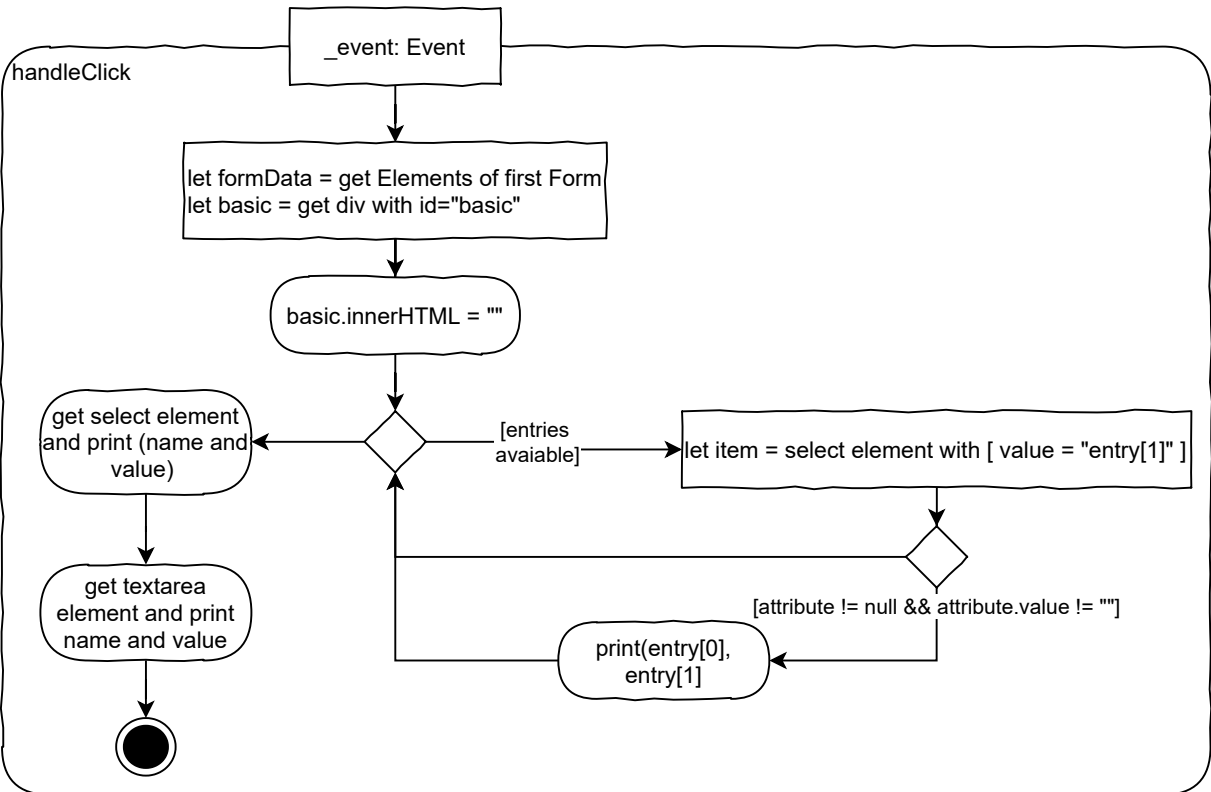 _event: Event
handleClick
let formData = get Elements of first Form
let basic = get div with id="basic"
basic.innerHTML = ""
get select element
and print (name and
value)
[entries
avaiable]
let item = select element with [ value = "entry[1]" ]
get textarea
element and print
name and value
[attribute != null && attribute.value != ""]
print(entry[0],
entry[1]